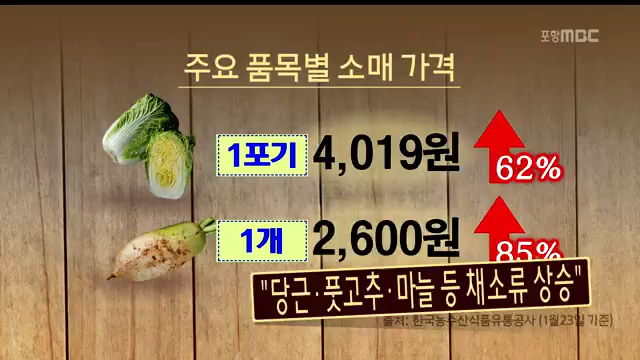 포항MBC
주요 품목별 소매 가격
1포기 4,019원 62%
1개 2,600원 85%
"당근·풋고추·마늘 등 채소류 상승"
출처: 한국농수산식품유통공사 (1월23일 기준)